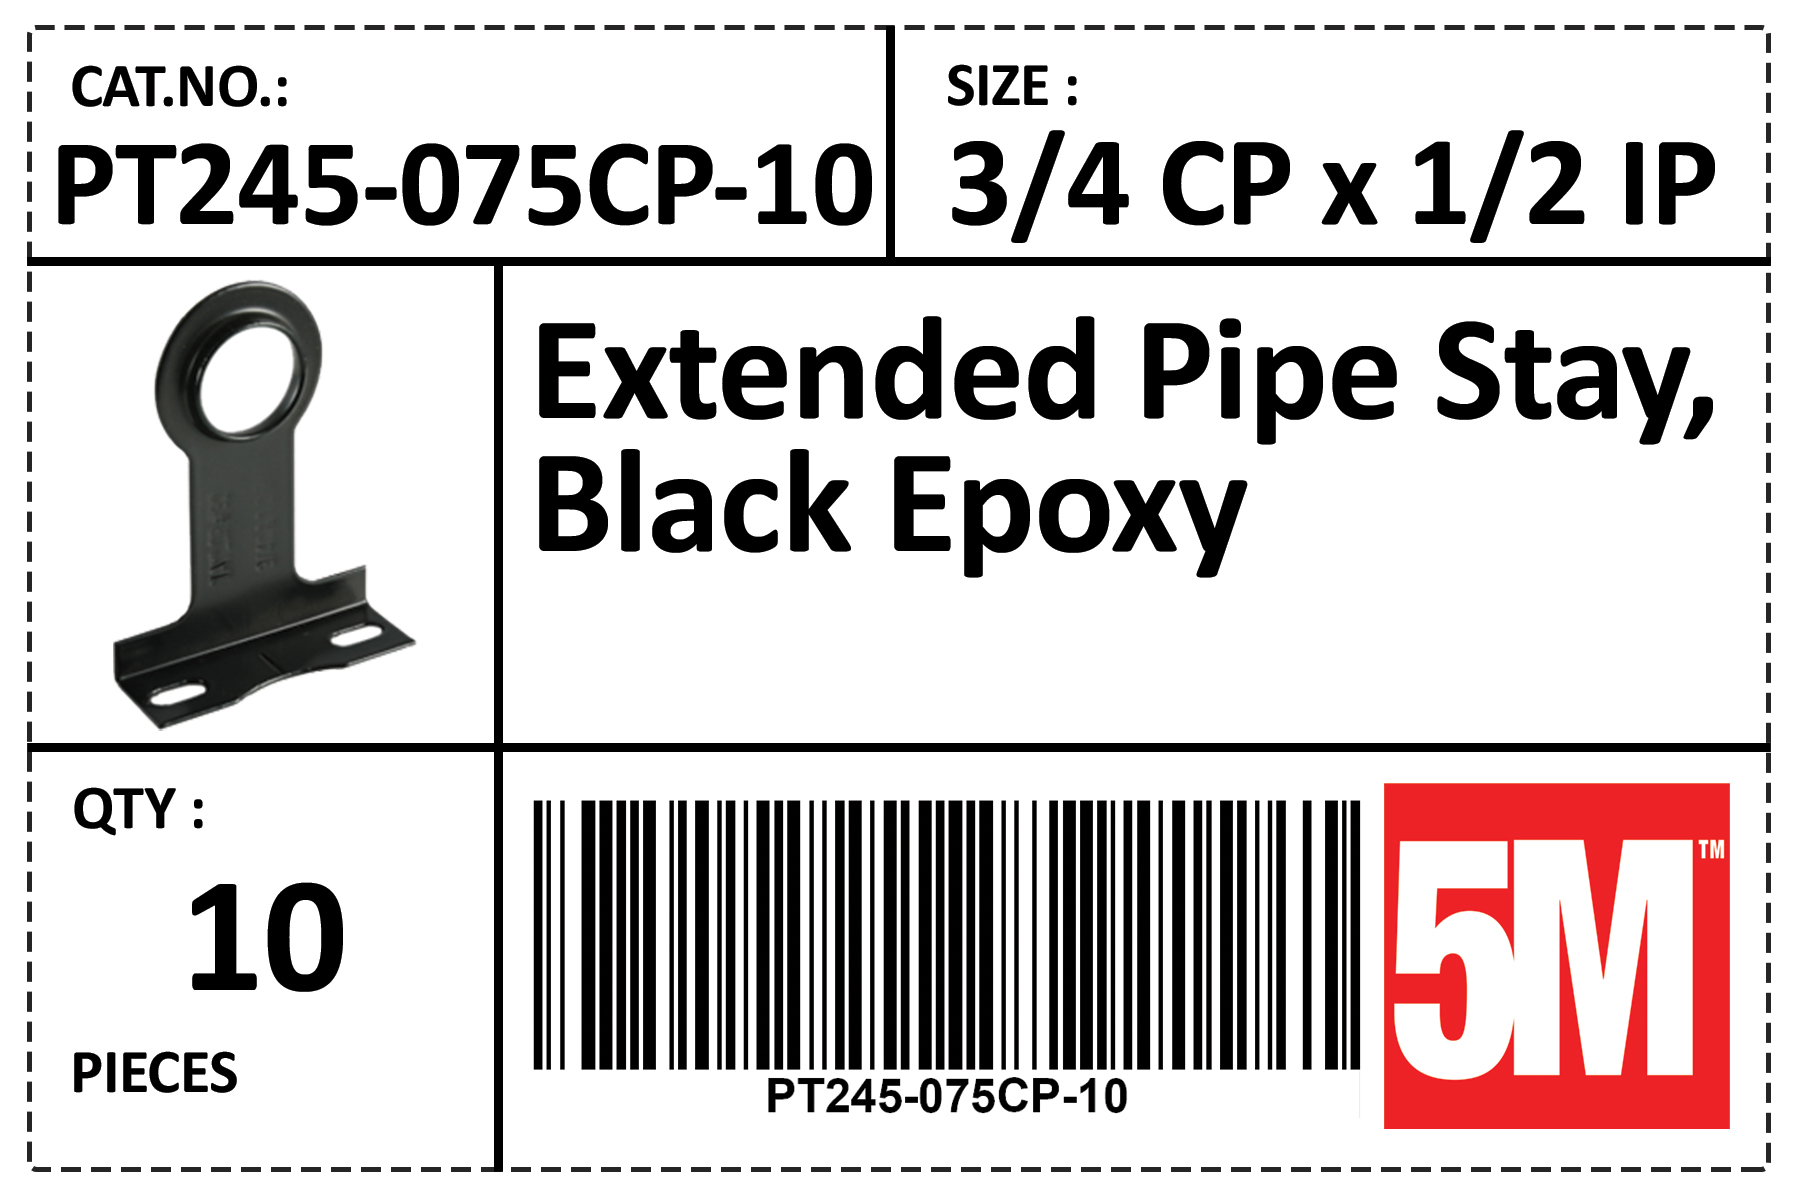 CAT.NO.:
PT245-075CP-10
SIZE :
3/4 CP x 1/2 IP
Extended Pipe Stay,
Black Epoxy
QTY :
10
PIECES
PT245-075CP-10
5M™